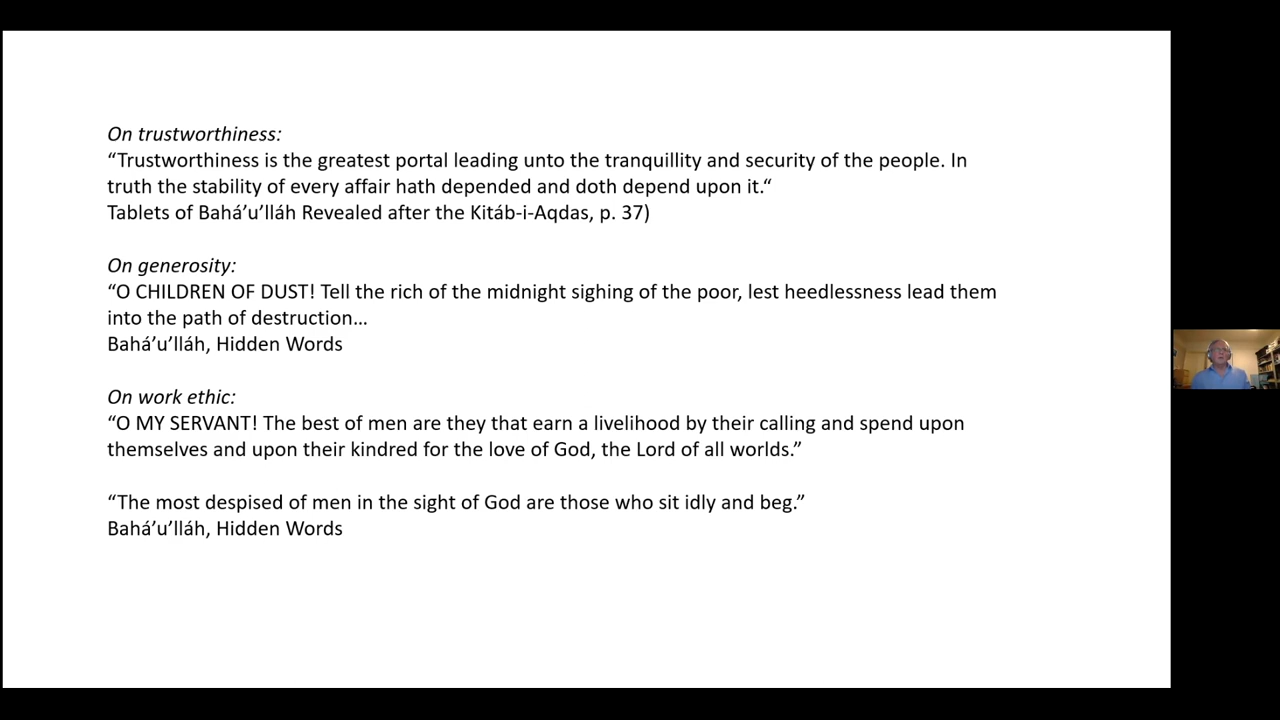 On trustworthiness:
“Trustworthiness is the greatest portal leading unto the tranquillity and security of the people. In
truth the stability of every affair hath depended and doth depend upon it.“
Tablets of Bahá’u’lláh Revealed after the Kitáb-i-Aqdas, p. 37)
On generosity:
“O CHILDREN OF DUST! Tell the rich of the midnight sighing of the poor, lest heedlessness lead them
into the path of destruction…
Bahá’u’lláh, Hidden Words
On work ethic:
“O MY SERVANT! The best of men are they that earn a livelihood by their calling and spend upon
themselves and upon their kindred for the love of God, the Lord of all worlds.”
“The most despised of men in the sight of God are those who sit idly and beg.”
Bahá’u’lláh, Hidden Words